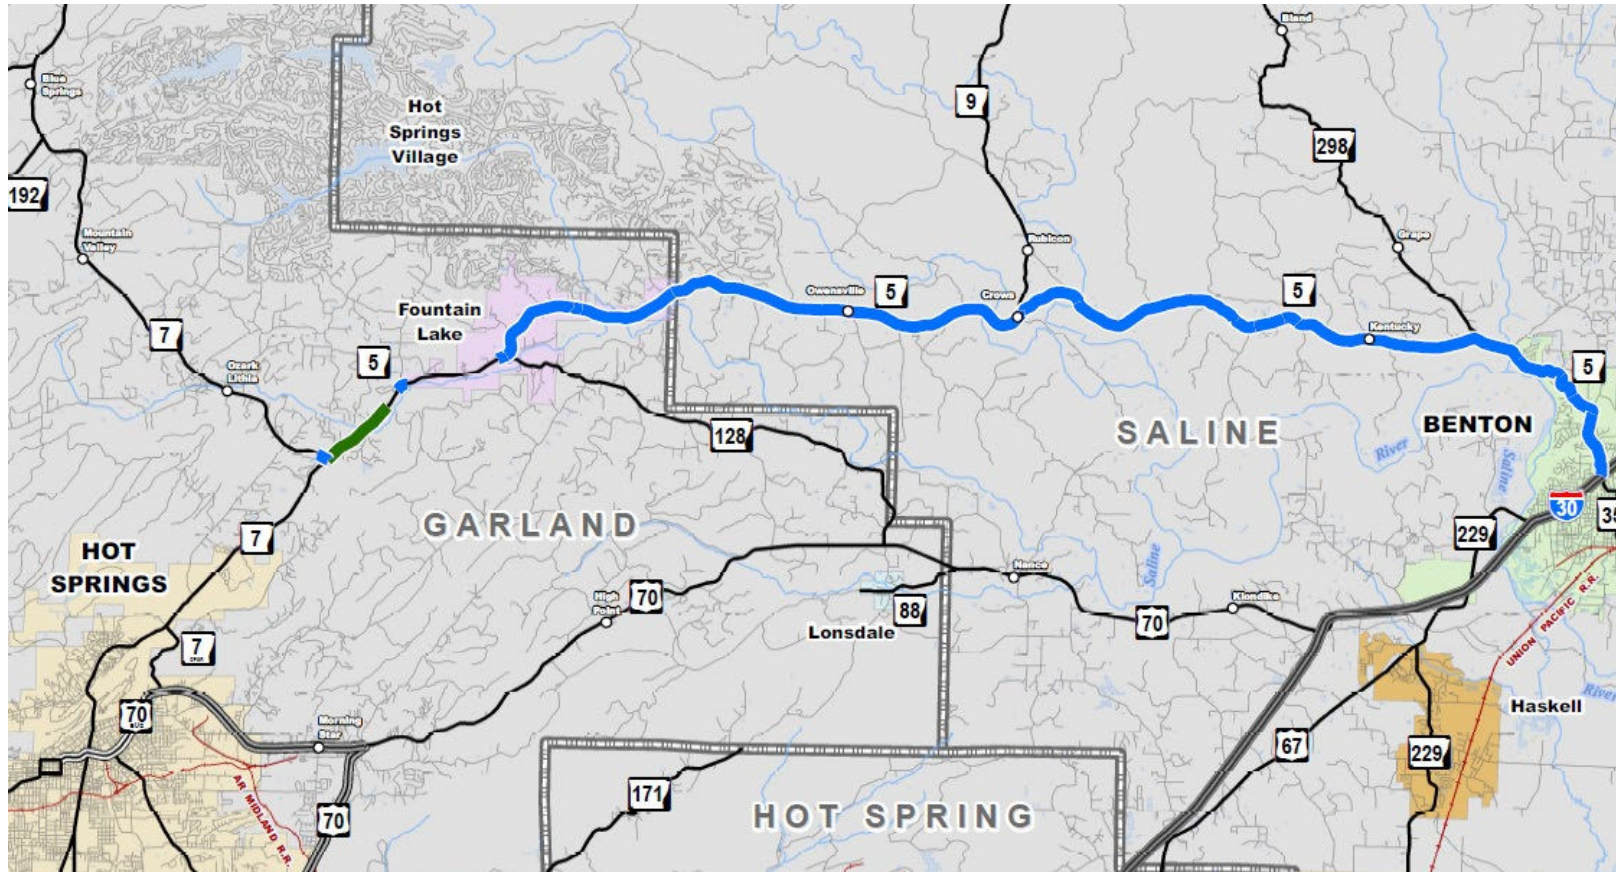 Bland
Blue
Springs
9
Hot
Springs
Village
298
192
Mountain
Valley
Rubicon
Grape
Owensville
5
Crows
5
Fountain
Lake
Kentucky
7
5
Ozark
Lithia
5
128
SALINE
BENTON
River
Saline
GARLAND
30
35
7
229
HOT
SPRINGS
Nance
Saline
High
Point
70
88
Klondike
70
Lonsdale
UNION PACIFIC R.R.
7
SPUR
River
Haskell
70
BUS
Morning
Star
67
229
AR MIDLAND R.R.
171
70
HOT SPRING